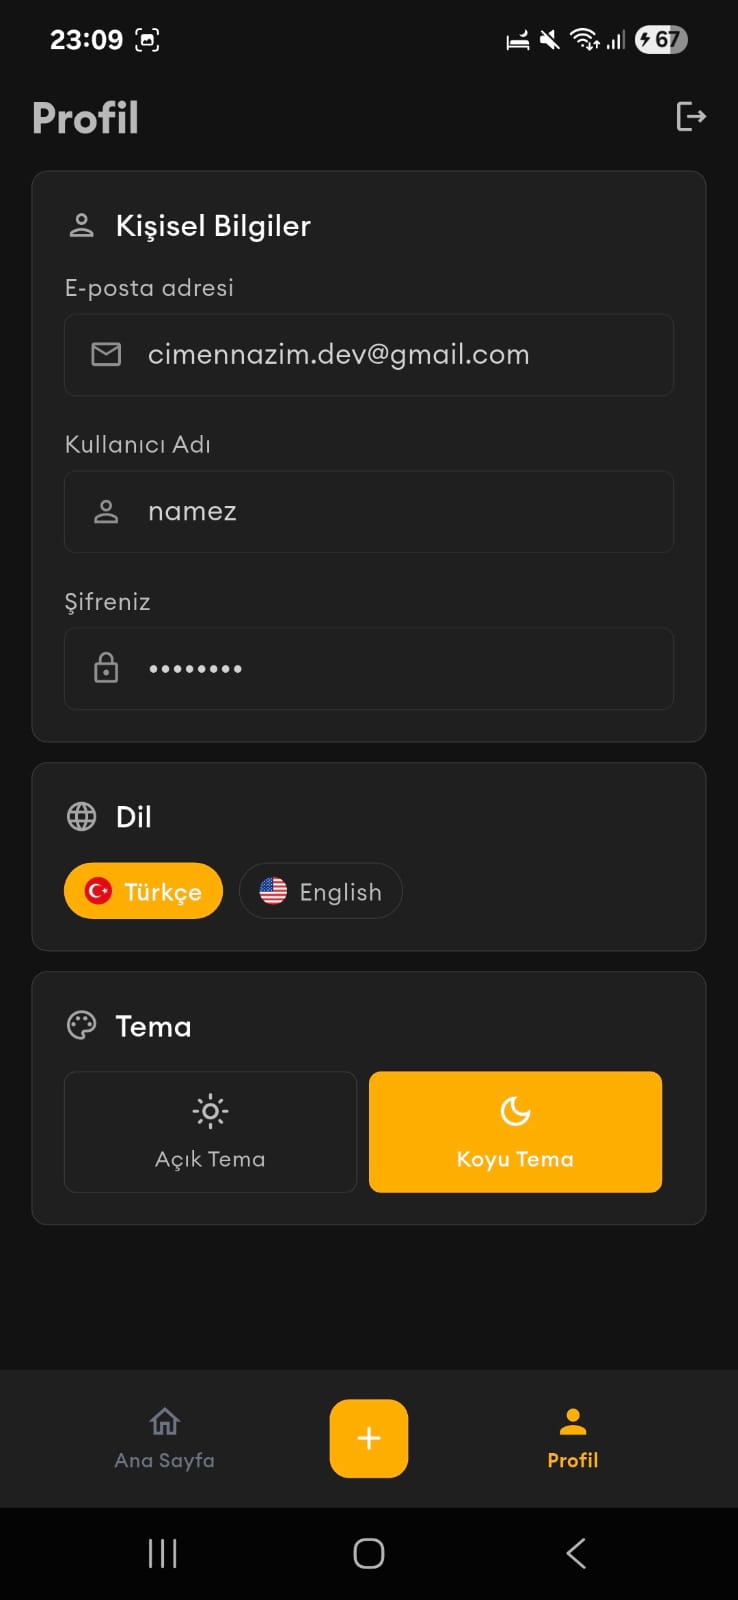 23:09
67
Profil
Kişisel Bilgiler
E-posta adresi
cimennazim.dev@gmail.com
Kullanıcı Adı
namez
Şifreniz
••••••••
Dil
Türkçe
English
Tema
Açık Tema
Koyu Tema
Ana Sayfa
Profil